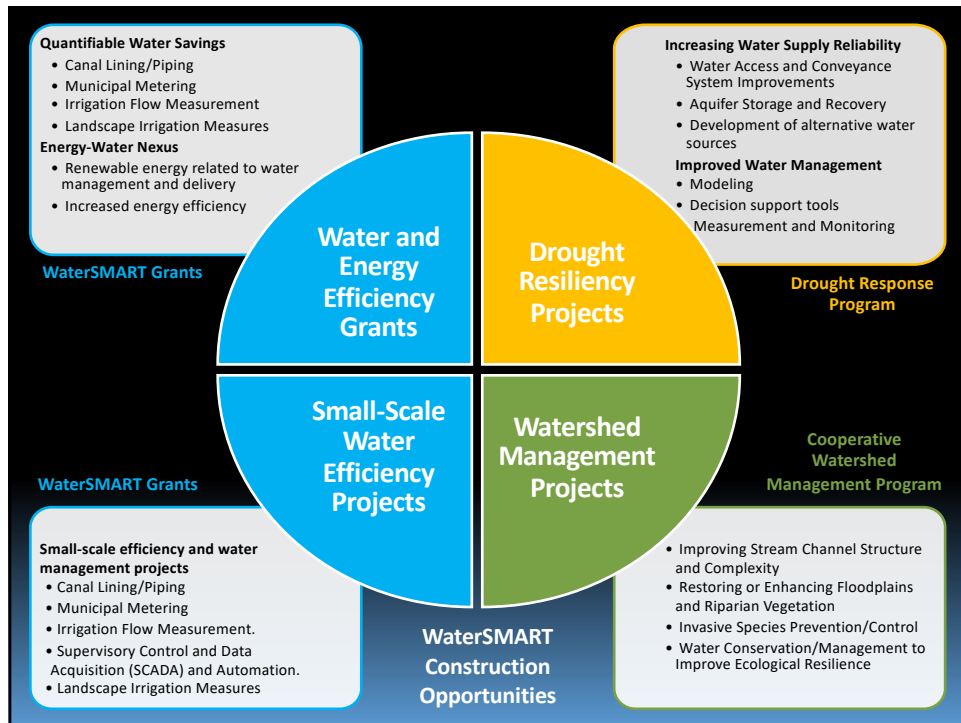 Quantifiable Water Savings
• Canal Lining/Piping
• Municipal Metering
• Irrigation Flow Measurement
• Landscape Irrigation Measures
Energy-Water Nexus
• Renewable energy related to water
management and delivery
• Increased energy efficiency
WaterSMART Grants
Increasing Water Supply Reliability
• Water Access and Conveyance
System Improvements
• Aquifer Storage and Recovery
• Development of alternative water
sources
Improved Water Management
• Modeling
• Decision support tools
Measurement and Monitoring
Drought Response
Program
Water and
Energy
Efficiency
Grants
Drought
Resiliency
Projects
Small-Scale
Water
Efficiency
Projects
Watershed
Management
Projects
WaterSMART Grants
Small-scale efficiency and water
management projects
• Canal Lining/Piping
• Municipal Metering
• Irrigation Flow Measurement.
• Supervisory Control and Data
Acquisition (SCADA) and Automation.
• Landscape Irrigation Measures
Cooperative
Watershed
Management Program
• Improving Stream Channel Structure
and Complexity
• Restoring or Enhancing Floodplains
and Riparian Vegetation
• Invasive Species Prevention/Control
• Water Conservation/Management to
Improve Ecological Resilience
WaterSMART
Construction
Opportunities